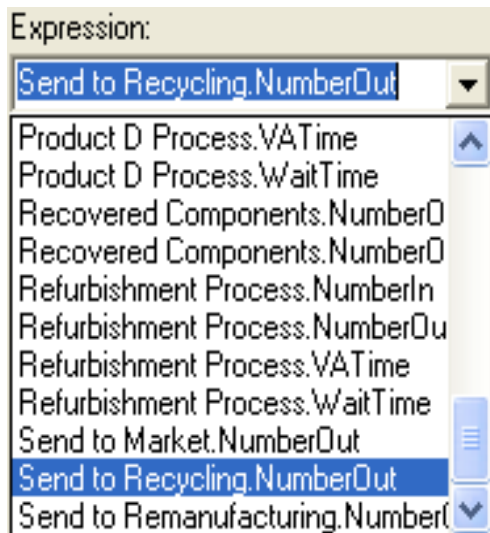 Expression:
Send to Recycling.NumberOut
Product D Process.VATime
Product D Process.WaitTime
Recovered Components.NumberO
Recovered Components.NumberO
Refurbishment Process.NumberIn
Refurbishment Process.NumberOu
Refurbishment Process.VATime
Refurbishment Process.WaitTime
Send to Market.NumberOut
Send to Recycling.NumberOut
Send to Remanufacturing.Number(